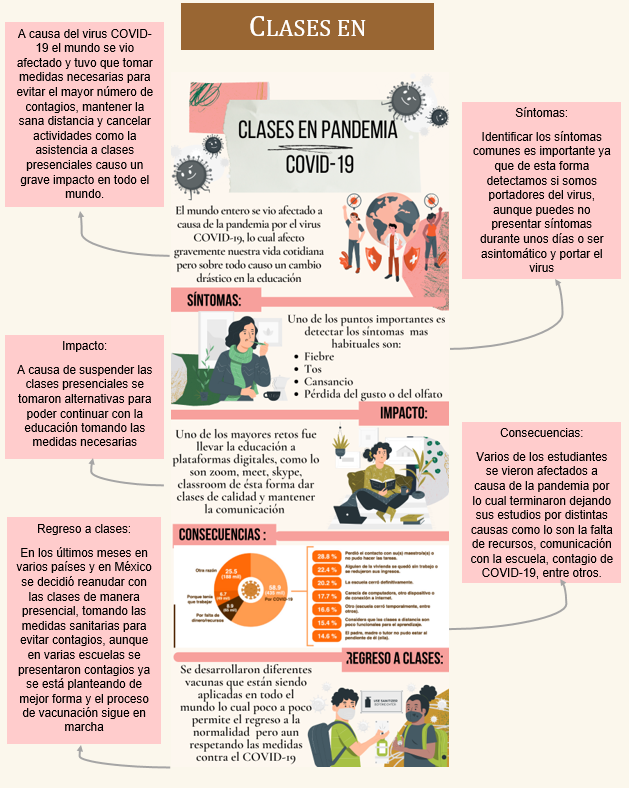 CLASES EN
A causa del virus COVID-
19 el mundo se vio
afectado y tuvo que tomar
medidas necesarias para
evitar el mayor número de
contagios, mantener la
sana distancia y cancelar
actividades como la
asistencia a clases
presenciales causo un
grave impacto en todo el
mundo.
CLASES EN PANDEMIA
COVID-19
El mundo entero se vio afectado a
causa de la pandemia por el virus
COVID-19, lo cual afecto
gravemente nuestra vida cotidiana
pero sobre todo causo un cambio
drástico en la educación
Síntomas:
Identificar los síntomas
comunes es importante ya
que de esta forma
detectamos si somos
portadores del virus,
aunque puedes no
presentar síntomas
durante unos días o ser
asintomático y portar el
virus
SÍNTOMAS:
Uno de los puntos importantes es
detectar los síntomas mas
habituales son:
• Fiebre
• Tos
• Cansancio
• Pérdida del gusto o del olfato
Impacto:
A causa de suspender las
clases presenciales se
tomaron alternativas para
poder continuar con la
educación tomando las
medidas necesarias
IMPACTO:
Uno de los mayores retos fue
llevar la educación a
plataformas digitales, como lo
son zoom, meet, skype,
classroom de ésta forma dar
clases de calidad y mantener
la comunicación
Consecuencias:
Varios de los estudiantes
se vieron afectados a
causa de la pandemia por
lo cual terminaron dejando
sus estudios por distintas
causas como lo son la falta
de recursos, comunicación
con la escuela, contagio de
COVID-19, entre otros.
CONSECUENCIAS :
Otra razón
25.5
Porque tenía
que trabajar
6.7
Por falta de
dinero/recursos
8.9
58.9
Por COVID-19
28.8 % Perdió el contacto con su(s) maestro/a(s) o
no pudo hacer las tareas.
22.4 % Alguien de la vivienda se quedó sin trabajo o
se redujeron sus ingresos.
20.2 % La escuela cerró definitivamente.
17.7 % Carecía de computadora, otro dispositivo o
de conexión a internet.
16.6 % Otro (escuela cerró temporalmente, entre
otros).
15.4 % Considera que las clases a distancia son
poco funcionales para el aprendizaje.
14.6 % El padre, madre o tutor no pudo estar al
pendiente de él (ella).
Regreso a clases:
En los últimos meses en
varios países y en México
se decidió reanudar con
las clases de manera
presencial, tomando las
medidas sanitarias para
evitar contagios, aunque
en varias escuelas se
presentaron contagios ya
se está planteando de
mejor forma y el proceso
de vacunación sigue en
marcha
REGRESO A CLASES:
Se desarrollaron diferentes
vacunas que están siendo
aplicadas en todo el
mundo lo cual poco a poco
permite el regreso a la
normalidad pero aun
respetando las medidas
contra el COVID-19